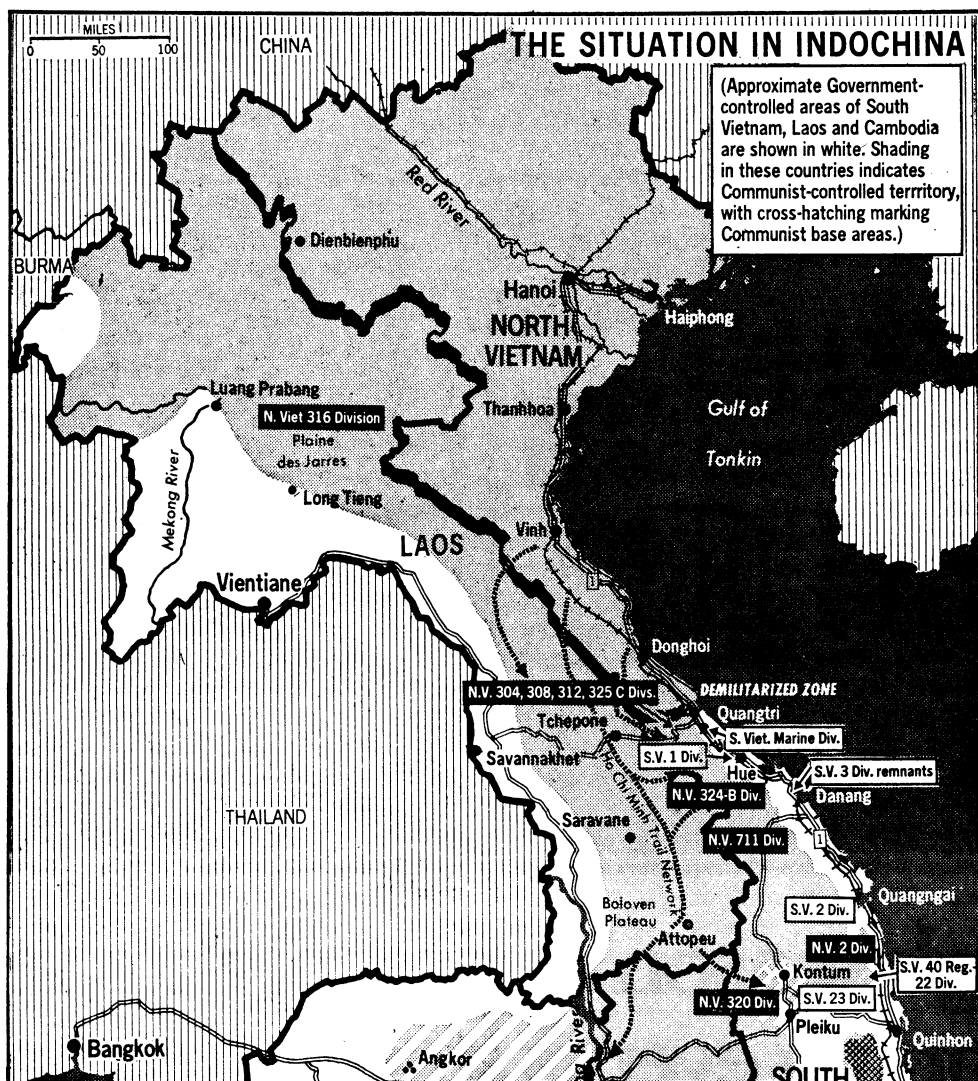 MILES
0 50 100
CHINA
THE SITUATION IN INDOCHINA
(Approximate Government-
controlled areas of South
Vietnam, Laos and Cambodia
are shown in white. Shading
in these countries indicates
Communist-controlled terrritory,
with cross-hatching marking
Communist base areas.)
Red River
Dienbienphu
BURMA
Hanoi
Haiphong
NORTH
VIETNAM
Luang Prabang
N. Viet 316 Division
Thanhhoa
Gulf of
Tonkin
Plaine
des Jarres
Mekong River
Long Tieng
Vinh
LAOS
Vientiane
1
Donghoi
N.V. 304, 308, 312, 325 C Divs.
DEMILITARIZED ZONE
Quangtri
Tchepone
S. Viet. Marine Div.
S.V. 1 Div.
Savannakhet
Hue
S.V. 3 Div. remnants
Ho Chi Minh Trail Network
N.V. 324-B Div.
Danang
THAILAND
Saravane
N.V. 711 Div.
1
Quangngai
Boloven
Plateau
S.V. 2 Div.
Attopeu
N.V. 2 Div.
Kontum
S.V. 40 Reg.-
22 Div.
N.V. 320 Div.
S.V. 23 Div.
Pleiku
Bangkok
Angkor
River
Quinhon
SOUTH